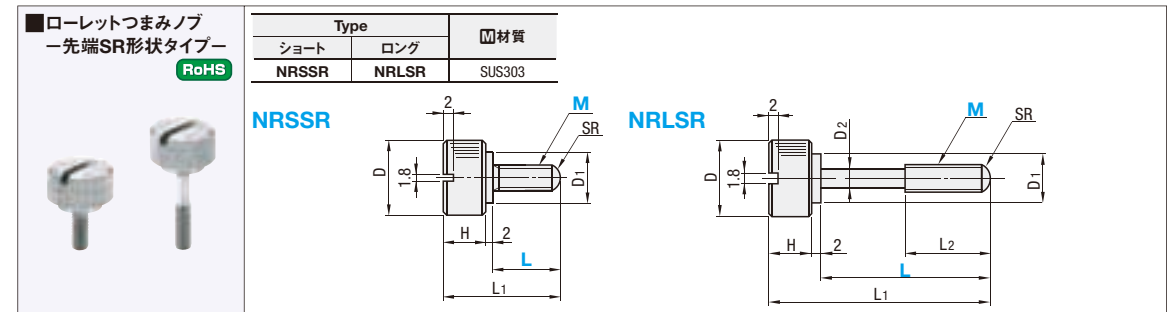 ■ローレットつまみノブ
－先端SR形状タイプ－
RoHS
Type
M材質
ショート
ロング
NRSSR
NRLSR
SUS303
NRSSR
2
M
SR
D
1.8
D1
H
2
L
L1
NRLSR
2
D2
M
SR
D
1.8
D1
H
2
L2
L
L1